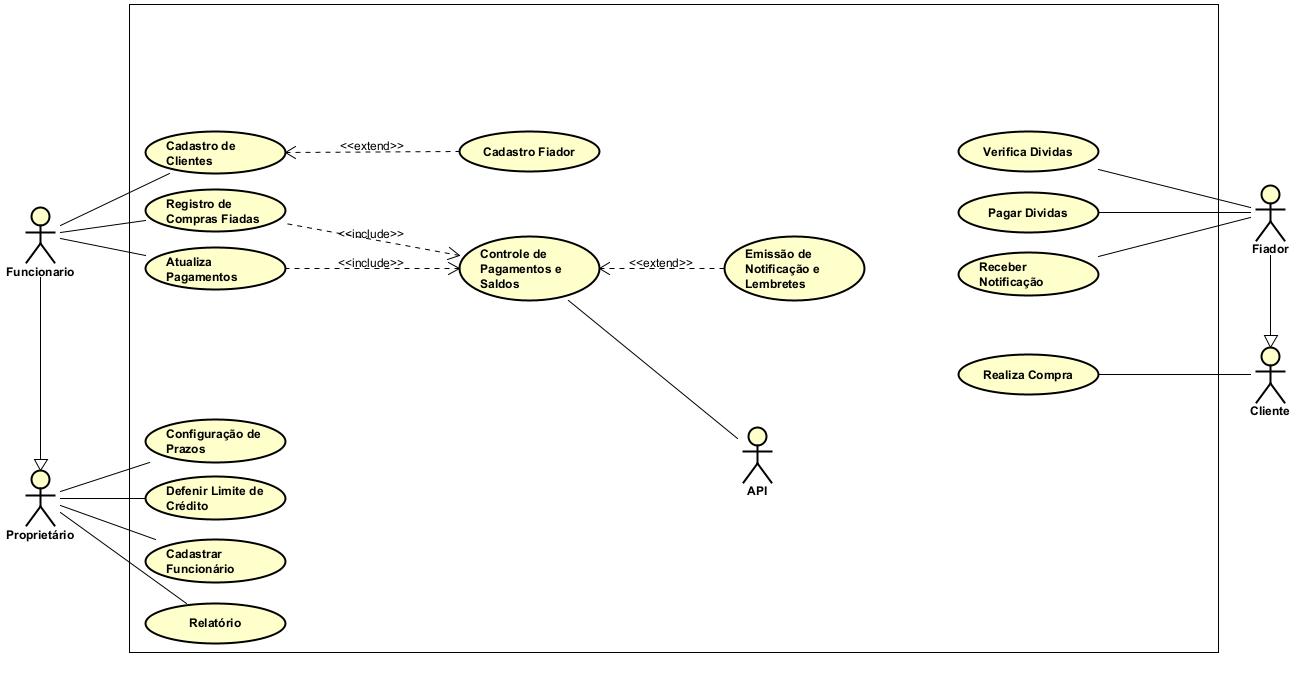 Cadastro de
Clientes
<<extend>>
Cadastro Fiador
Verifica Dividas
Registro de
Compras Fiadas
<<include>>
Pagar Dividas
Funcionario
Fiador
Atualiza
Pagamentos
<<include>>
Controle de
Pagamentos e
Saldos
<<extend>>
Emissão de
Notificação e
Lembretes
Receber
Notificação
Realiza Compra
Cliente
Configuração de
Prazos
Defenir Limite de
Crédito
API
Proprietário
Cadastrar
Funcionário
Relatório